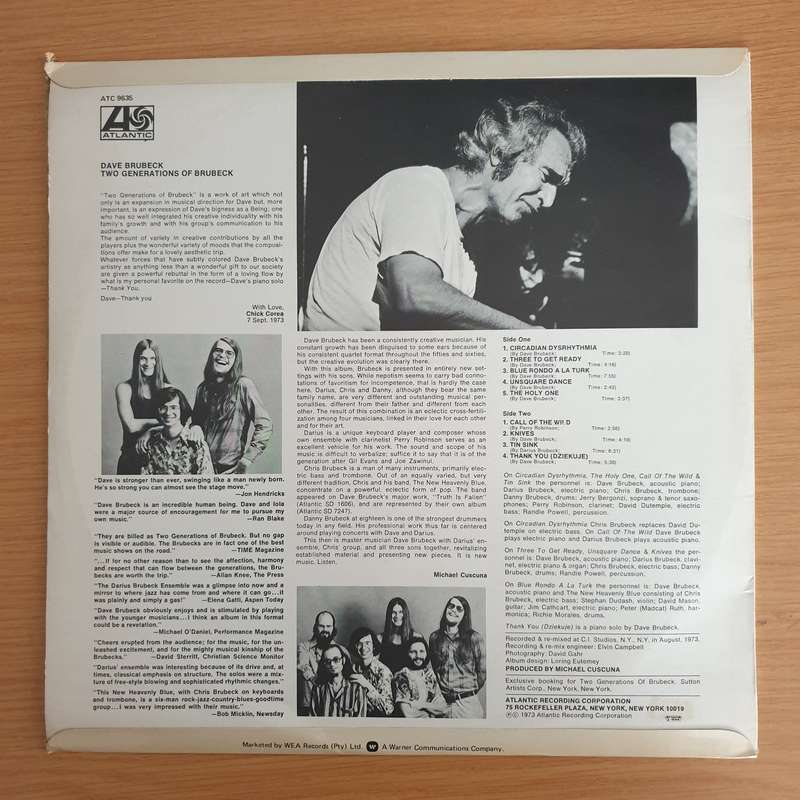 ATC 9635
ATLANTIC
DAVE BRUBECK
TWO GENERATIONS OF BRUBECK
"Two Generations of Brubeck" is a work of art which not
only is an expansion in musical direction for Dave but, more
important, is an expression of Dave's bigness as a Being; one
who has so well integrated his creative individuality with his
family's growth and with his group's communication to his
audience.
The amount of variety in creative contributions by all the
players plus the wonderful variety of moods that the composi-
tions offer make for a lovely aesthetic trip.
Whatever forces that have subtly colored Dave Brubeck's
artistry as anything less than a wonderful gift to our society
are given a powerful rebuttal in the form of a loving flow by
what is my personal favorite on the record—Dave's piano solo
—Thank You.
Dave—Thank you
With Love,
Chick Corea
7 Sept. 1973
"Dave is stronger than ever, swinging like a man newly born.
He's so strong you can almost see the stage move."
—Jon Hendricks
"Dave Brubeck is an incredible human being. Dave and Iola
were a major source of encouragement for me to pursue my
own music." —Ran Blake
"They are billed as Two Generations of Brubeck. But no gap
is visible or audible. The Brubecks are in fact one of the best
music shows on the road." —TIME Magazine
"...If for no other reason than to see the affection, harmony
and respect that can flow between the generations, the Bru-
becks are worth the trip." —Allan Knee, The Press
"The Darius Brubeck Ensemble was a glimpse into now and a
mirror to where jazz has come from and where it can go...it
was plainly and simply a gas!" —Elena Gatti, Aspen Today
"Dave Brubeck obviously enjoys and is stimulated by playing
with the younger musicians...I think an album in this format
could be a revelation."
—Michael O'Daniel, Performance Magazine
"Cheers erupted from the audience; for the music, for the un-
leashed excitement, and for the mighty musical kinship of the
Brubecks." —David Sterritt, Christian Science Monitor
"Darius' ensemble was interesting because of its drive and, at
times, classical emphasis on structure. The solos were a mix-
ture of free-style blowing and sophisticated rhythmic changes."
"This New Heavenly Blue, with Chris Brubeck on keyboards
and trombone, is a six-man rock-jazz-country-blues-goodtime
group...I was very impressed with their music."
—Bob Micklin, Newsday
Dave Brubeck has been a consistently creative musician. His
constant growth has been disguised to some ears because of
his consistent quartet format throughout the fifties and sixties,
but the creative evolution was clearly there.
With this album, Brubeck is presented in entirely new set-
tings with his sons. While nepotism seems to carry bad conno-
tations of favoritism for incompetence, that is hardly the case
here. Darius, Chris and Danny, although they bear the same
family name, are very different and outstanding musical per-
sonalities, different from their father and different from each
other. The result of this combination is an eclectic cross-fertili-
zation among four musicians, linked in their love for each other
and for their art.
Darius is a unique keyboard player and composer whose
own ensemble with clarinetist Perry Robinson serves as an
excellent vehicle for his work. The sound and scope of his
music is difficult to verbalize; suffice it to say that it is of the
generation after Gil Evans and Joe Zawinul.
Chris Brubeck is a man of many instruments, primarily elec-
tric bass and trombone. Out of an equally varied, but very
different tradition, Chris and his band, The New Heavenly Blue,
concentrate on a powerful, eclectic form of pop. The band
appeared on Dave Brubeck's major work, "Truth Is Fallen"
(Atlantic SD 1606), and are represented by their own album
(Atlantic SD 7247).
Danny Brubeck at eighteen is one of the strongest drummers
today in any field. His professional work thus far is centered
around playing concerts with Dave and Darius.
This then is master musician Dave Brubeck with Darius' en-
semble, Chris' group, and all three sons together, revitalizing
established material and presenting new pieces. It is new
music. Listen.
Michael Cuscuna
Side One
1. CIRCADIAN DYSRHYTHMIA
(By Dave Brubeck;
2. THREE TO GET READY
(By Dave Brubeck; Time: 4:16)
3. BLUE RONDO A LA TURK
(By Dave Brubeck;
4. UNSQUARE DANCE
(By Dave Brubeck; Time: 2:43)
5. THE HOLY ONE
(By Dave Brubeck; Time: 3:37)
Side Two
1. CALL OF THE WILD
(By Perry Robinson;
2. KNIVES
(By Dave Brubeck;
3. TIN SINK
(By Darius Brubeck;
4. THANK YOU (DZIEKUJE)
(By Dave Brubeck;
On Circadian Dysrhythmia, The Holy One, Call Of The Wild &
Tin Sink the personnel is: Dave Brubeck, acoustic piano;
Darius Brubeck, electric piano; Chris Brubeck, trombone;
Danny Brubeck, drums; Jerry Bergonzi, soprano & tenor saxo-
phones; Perry Robinson, clarinet; David Dutemple, electric
bass; Randie Powell, percussion.
On Circadian Dysrhythmia Chris Brubeck replaces David Du-
temple on electric bass. On Call Of The Wild Dave Brubeck
plays electric piano and Darius Brubeck plays acoustic piano.
On Three To Get Ready, Unsquare Dance & Knives the per-
sonnel is: Dave Brubeck, acoustic piano; Darius Brubeck, clavi-
net, electric piano & organ; Chris Brubeck, electric bass; Danny
Brubeck, drums; Randie Powell, percussion.
On Blue Rondo A La Turk the personnel is: Dave Brubeck,
acoustic piano and The New Heavenly Blue consisting of Chris
Brubeck, electric bass; Stephan Dudash, violin; David Mason,
guitar; Jim Cathcart, electric piano; Peter (Madcat) Ruth, har-
monica; Richie Morales, drums.
Thank You (Dziekuje) is a piano solo by Dave Brubeck.
Recorded & re-mixed at C.I. Studios, N.Y., N.Y. in August, 1973.
Recording & re-mix engineer: Elvin Campbell
Photography: David Gahr
Album design: Loring Eutemey
PRODUCED BY MICHAEL CUSCUNA
Exclusive booking for Two Generations Of Brubeck: Sutton
Artists Corp., New York, New York.
ATLANTIC RECORDING CORPORATION
75 ROCKEFELLER PLAZA, NEW YORK, NEW YORK 10019
Ⓟ© 1973 Atlantic Recording Corporation
Marketed by WEA Records (Pty) Ltd. A Warner Communications Company.